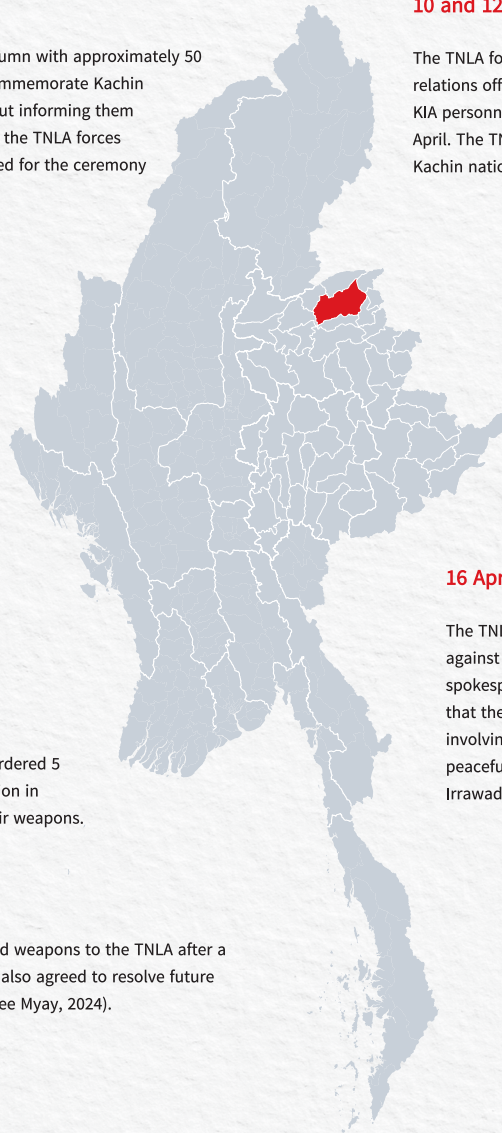 10 and 12
umn with approximately 50
mmemorate Kachin
ut informing them
the TNLA forces
ed for the ceremony
The TNLA fo
relations off
KIA personn
April. The TN
Kachin natio
16 Apr
The TNL
against
spokesp
that the
involvin
peacefu
Irrawad
rdered 5
on in
ir weapons.
d weapons to the TNLA after a
also agreed to resolve future
ee Myay, 2024).